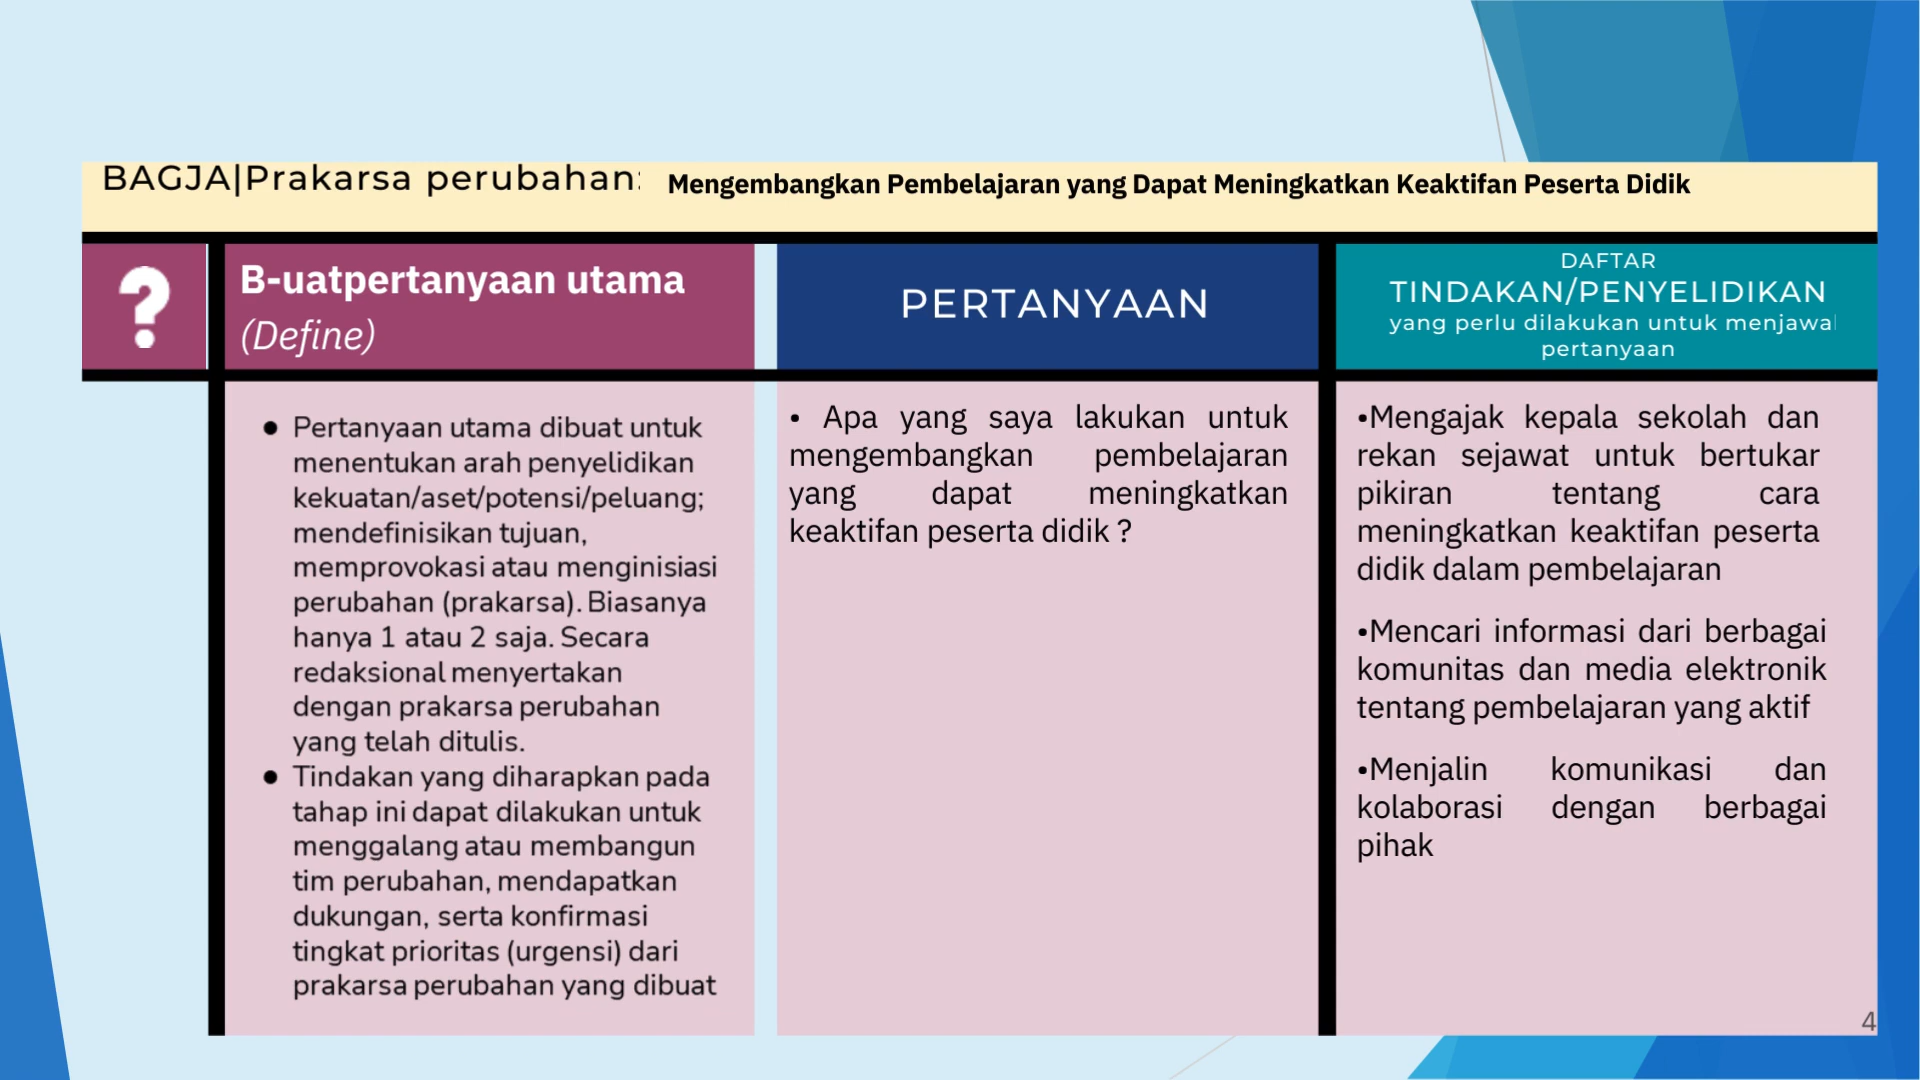 BAGJA|Prakarsa perubahan: Mengembangkan Pembelajaran yang Dapat Meningkatkan Keaktifan Peserta Didik
?
B-uatpertanyaan utama
(Define)
PERTANYAAN
DAFTAR
TINDAKAN/PENYELIDIKAN
yang perlu dilakukan untuk menjawa
pertanyaan
● Pertanyaan utama dibuat untuk
menentukan arah penyelidikan
kekuatan/aset/potensi/peluang;
mendefinisikan tujuan,
memprovokasi atau menginisiasi
perubahan (prakarsa). Biasanya
hanya 1 atau 2 saja. Secara
redaksional menyertakan
dengan prakarsa perubahan
yang telah ditulis.
● Tindakan yang diharapkan pada
tahap ini dapat dilakukan untuk
menggalang atau membangun
tim perubahan, mendapatkan
dukungan, serta konfirmasi
tingkat prioritas (urgensi) dari
prakarsa perubahan yang dibuat
• Apa yang saya lakukan untuk
mengembangkan pembelajaran
yang dapat meningkatkan
keaktifan peserta didik ?
•Mengajak kepala sekolah dan
rekan sejawat untuk bertukar
pikiran tentang cara
meningkatkan keaktifan peserta
didik dalam pembelajaran
•Mencari informasi dari berbagai
komunitas dan media elektronik
tentang pembelajaran yang aktif
•Menjalin komunikasi dan
kolaborasi dengan berbagai
pihak
4